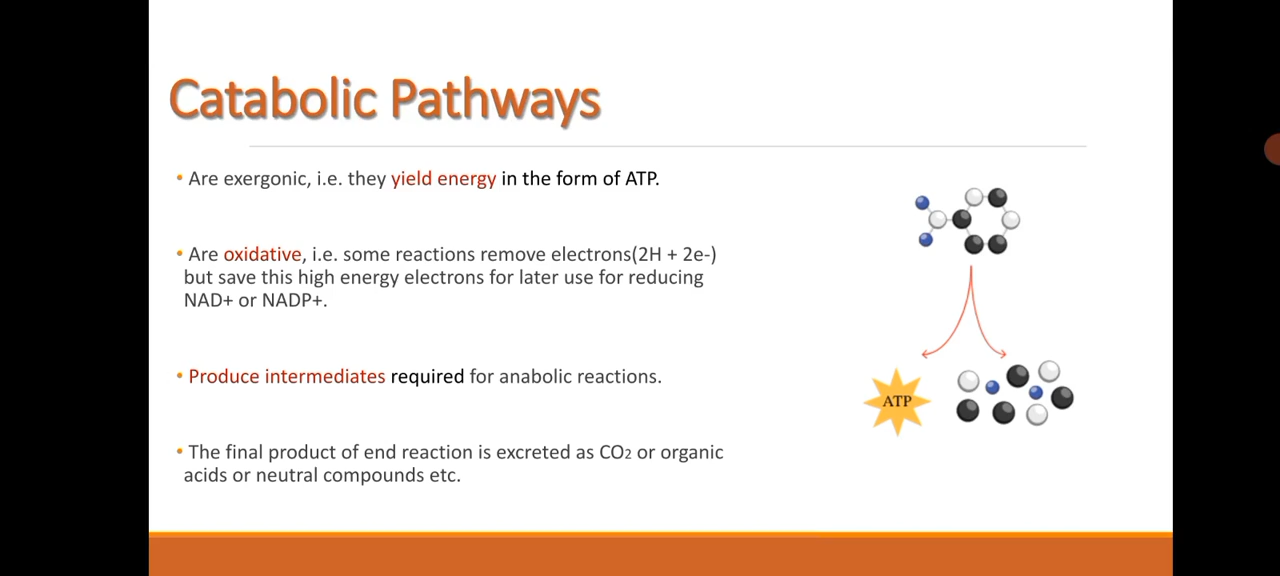 Catabolic Pathways
• Are exergonic, i.e. they yield energy in the form of ATP.
• Are oxidative, i.e. some reactions remove electrons(2H + 2e-)
but save this high energy electrons for later use for reducing
NAD+ or NADP+.
• Produce intermediates required for anabolic reactions.
• The final product of end reaction is excreted as CO2 or organic
acids or neutral compounds etc.
ATP